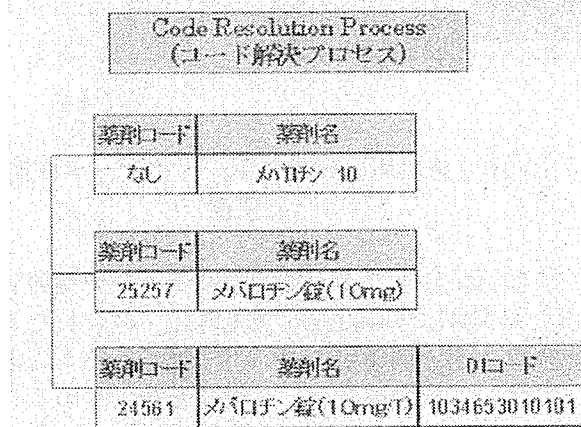 Code Resolution Process
(コード解決プロセス)
薬剤コード 薬剤名
なし メバロチン 10
薬剤コード 薬剤名
25257 メバロチン錠(10mg)
薬剤コード 薬剤名 DIコード
24561 メバロチン錠(10mg/T) 1034653010101